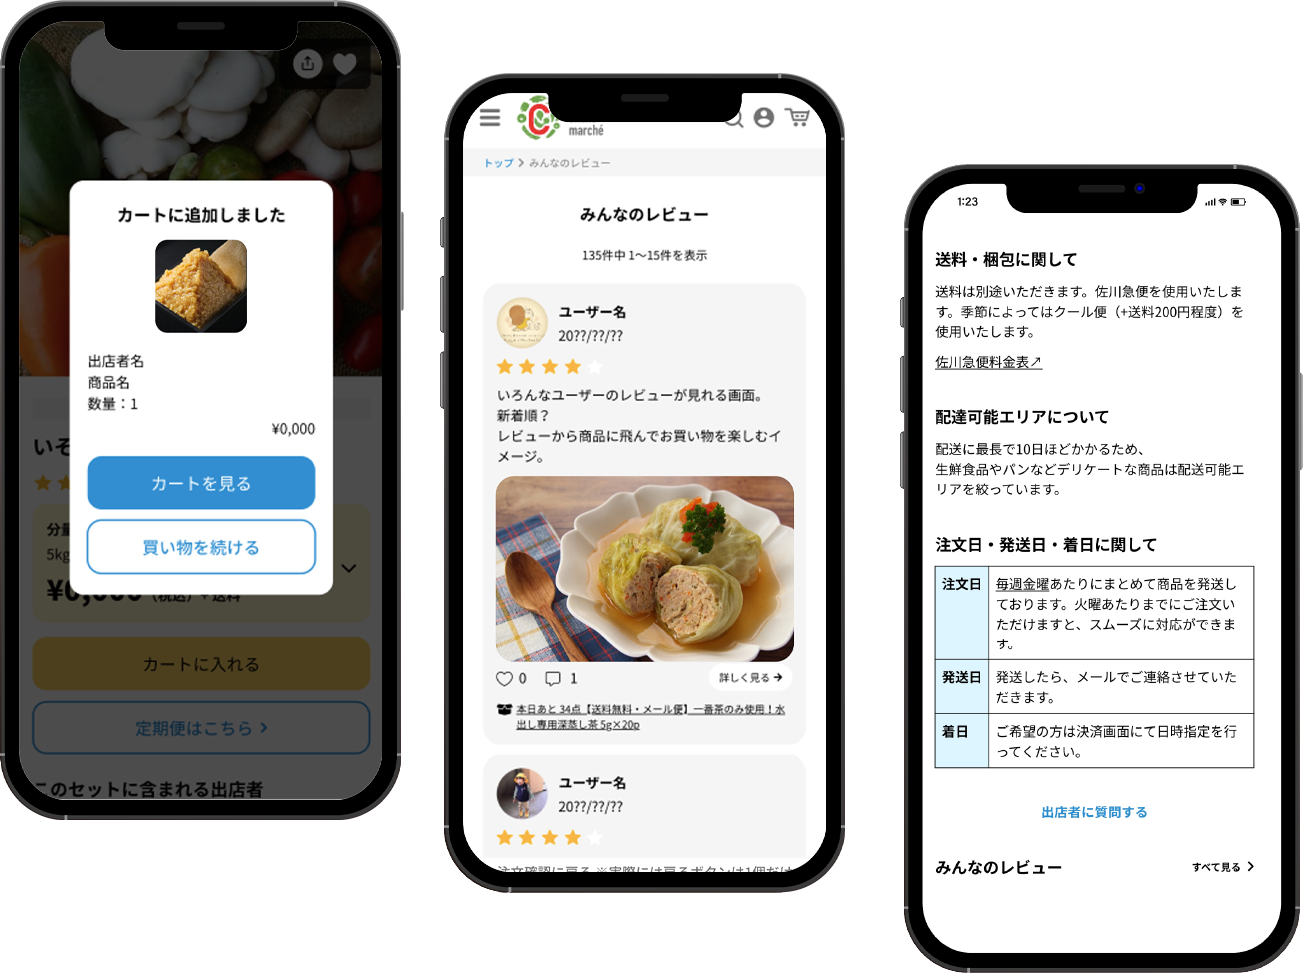 カートに追加しました
出店者名
商品名
数量：1
¥0,000
カートを見る
買い物を続ける
いそ
分量
5kg
¥0,000（税込）+ 送料
カートに入れる
定期便はこちら
このセットに含まれる出店者
C
marché
トップ > みんなのレビュー
みんなのレビュー
135件中 1〜15件を表示
ユーザー名
20??/??/??
いろんなユーザーのレビューが見れる画面。
新着順？
レビューから商品に飛んでお買い物を楽しむイ
メージ。
0 1 詳しく見る→
本日あと 34点【送料無料・メール便】一番茶のみ使用！水
出し専用深蒸し茶 5g×20p
ユーザー名
20??/??/??
注文確認に戻る ※実際には戻るボタンは1個だけ
1:23
送料・梱包に関して
送料は別途いただきます。佐川急便を使用いたしま
す。季節によってはクール便（+送料200円程度）を
使用いたします。
佐川急便料金表↗
配達可能エリアについて
配送に最長で10日ほどかかるため、
生鮮食品やパンなどデリケートな商品は配送可能エ
リアを絞っています。
注文日・発送日・着日に関して
注文日 毎週金曜あたりにまとめて商品を発送し
ております。火曜あたりまでにご注文い
ただけますと、スムーズに対応ができま
す。
発送日 発送したら、メールでご連絡させていた
だきます。
着日 ご希望の方は決済画面にて日時指定を行
ってください。
出店者に質問する
みんなのレビュー すべて見る >